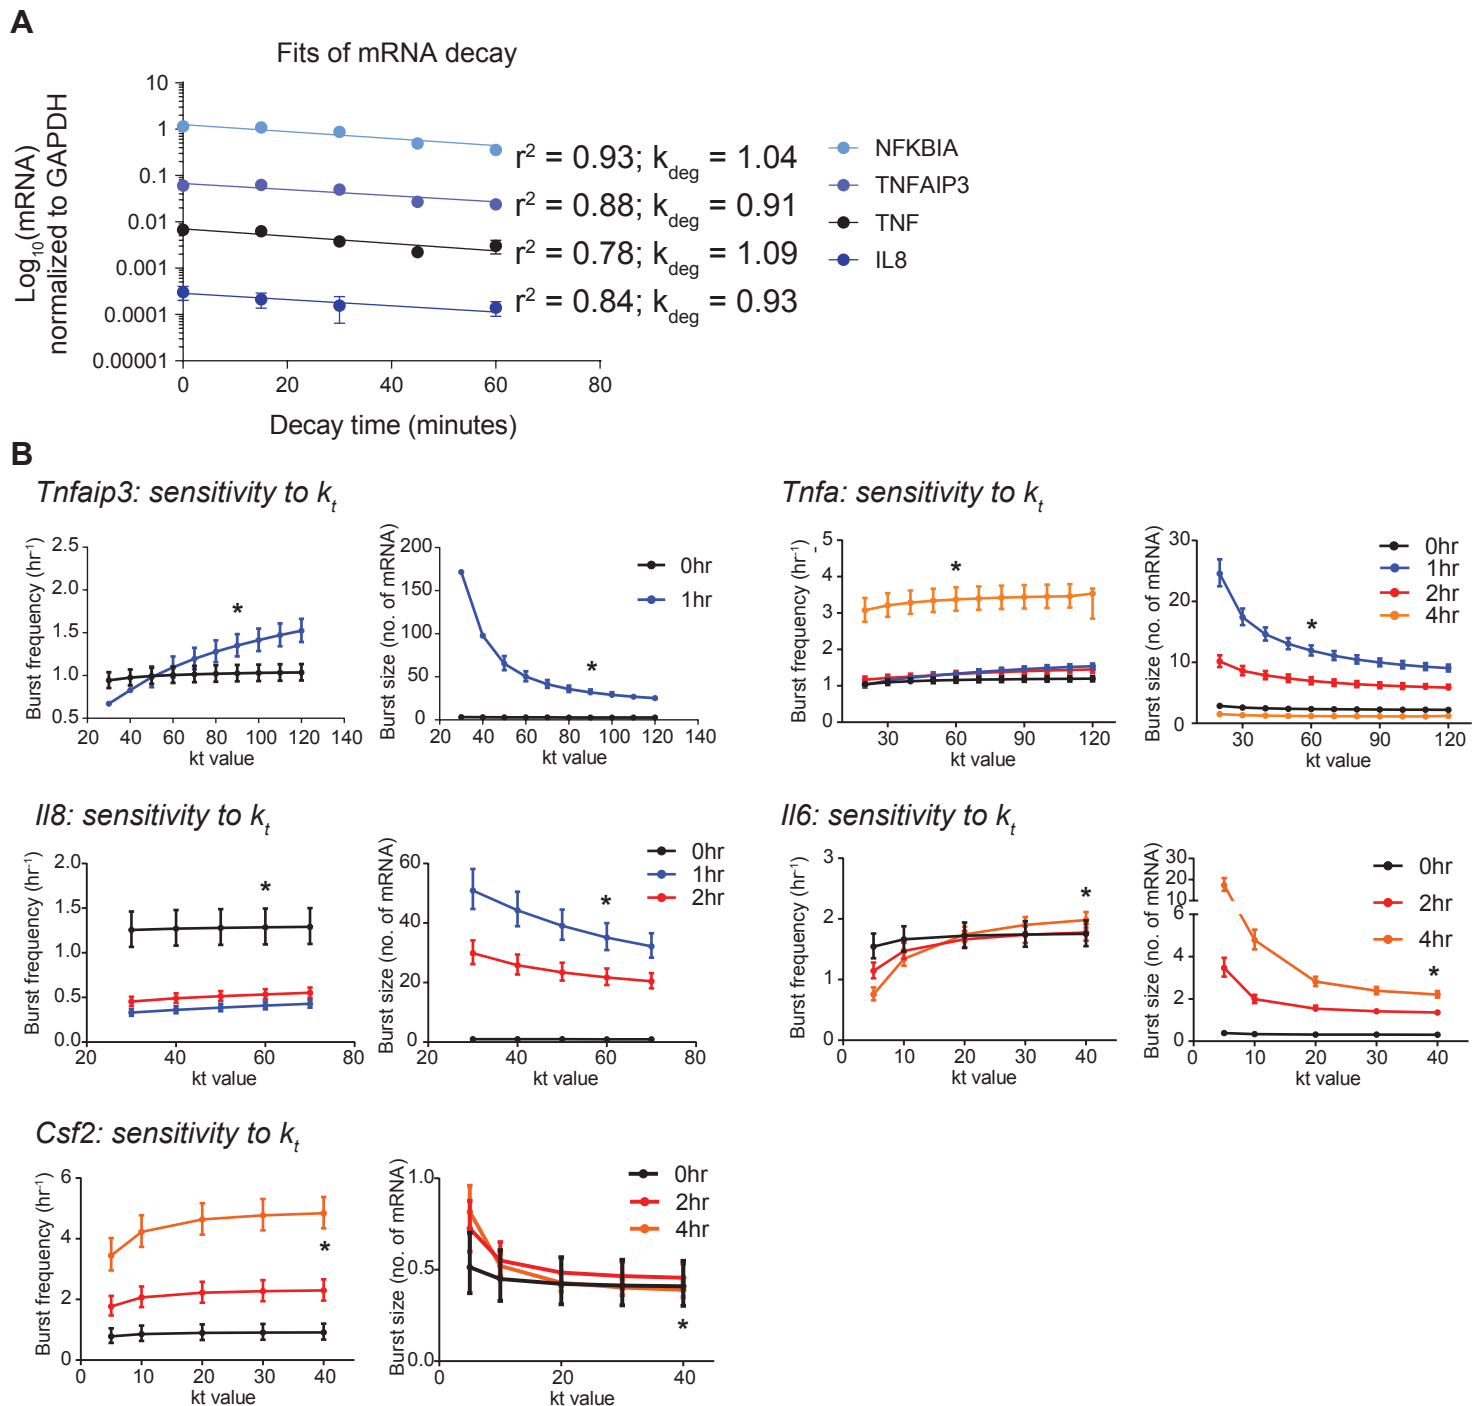 A
Fits of mRNA decay
Log10(mRNA)
normalized to GAPDH
10
1
0.1
0.01
0.001
0.0001
0.00001
0 20 40 60 80
Decay time (minutes)
r² = 0.93; kdeg = 1.04
r² = 0.88; kdeg = 0.91
r² = 0.78; kdeg = 1.09
r² = 0.84; kdeg = 0.93
NFKBIA
TNFAIP3
TNF
IL8
B
Tnfaip3: sensitivity to kt
Burst frequency (hr⁻¹)
2.5
2.0
1.5
1.0
0.5
*
20 40 60 80 100 120 140
kt value
Burst size (no. of mRNA)
200
150
100
50
0
*
20 40 60 80 100 120 140
kt value
0hr
1hr
Tnfa: sensitivity to kt
Burst frequency (hr⁻¹)
5
4
3
2
1
0
*
30 60 90 120
kt value
Burst size (no. of mRNA)
30
20
10
0
*
30 60 90 120
kt value
0hr
1hr
2hr
4hr
Il8: sensitivity to kt
Burst frequency (hr⁻¹)
2.0
1.5
1.0
0.5
0.0
*
20 40 60 80
kt value
Burst size (no. of mRNA)
60
40
20
0
*
20 40 60 80
kt value
0hr
1hr
2hr
Il6: sensitivity to kt
Burst frequency (hr⁻¹)
3
2
1
0
*
0 10 20 30 40
kt value
Burst size (no. of mRNA)
30
20
10
6
4
2
0
*
0 10 20 30 40
kt value
0hr
2hr
4hr
Csf2: sensitivity to kt
Burst frequency (hr⁻¹)
6
4
2
0
*
0 10 20 30 40
kt value
Burst size (no. of mRNA)
1.0
0.5
0.0
*
0 20 40
kt value
0hr
2hr
4hr